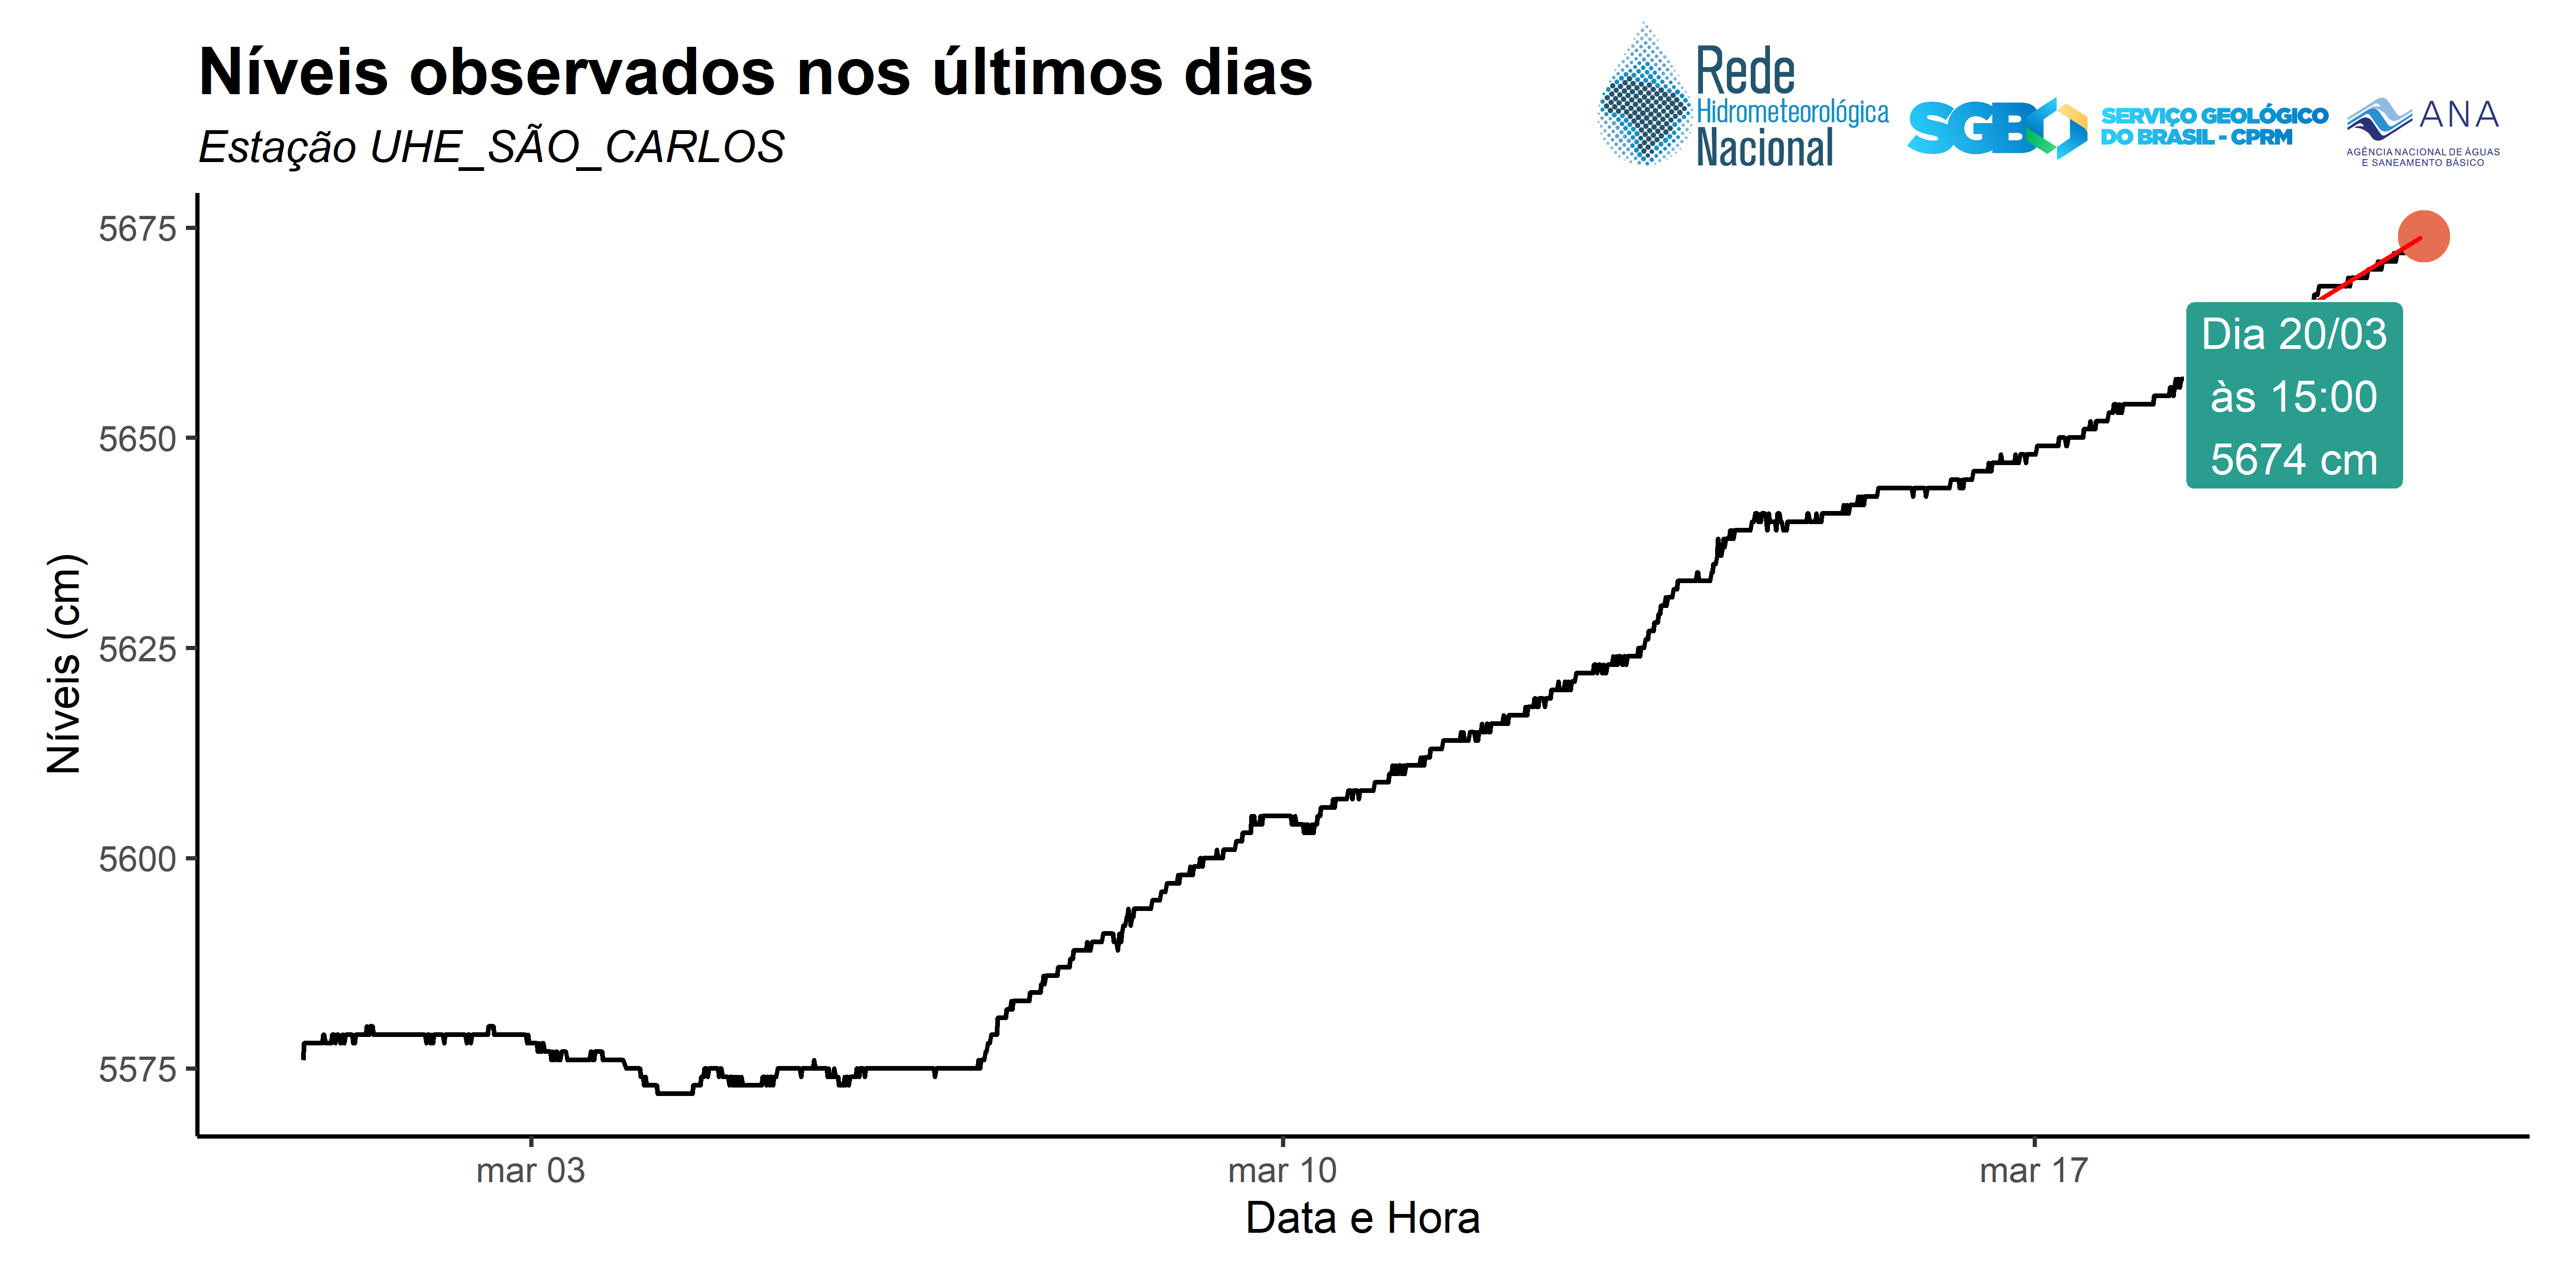 Níveis observados nos últimos dias
Estação UHE_SÃO_CARLOS
Rede
Hidrometeorológica
Nacional
SGB
SERVIÇO GEOLÓGICO
DO BRASIL - CPRM
ANA
AGÊNCIA NACIONAL DE ÁGUAS
E SANEAMENTO BÁSICO
Níveis (cm)
5675
5650
5625
5600
5575
Dia 20/03
às 15:00
5674 cm
mar 03
mar 10
mar 17
Data e Hora